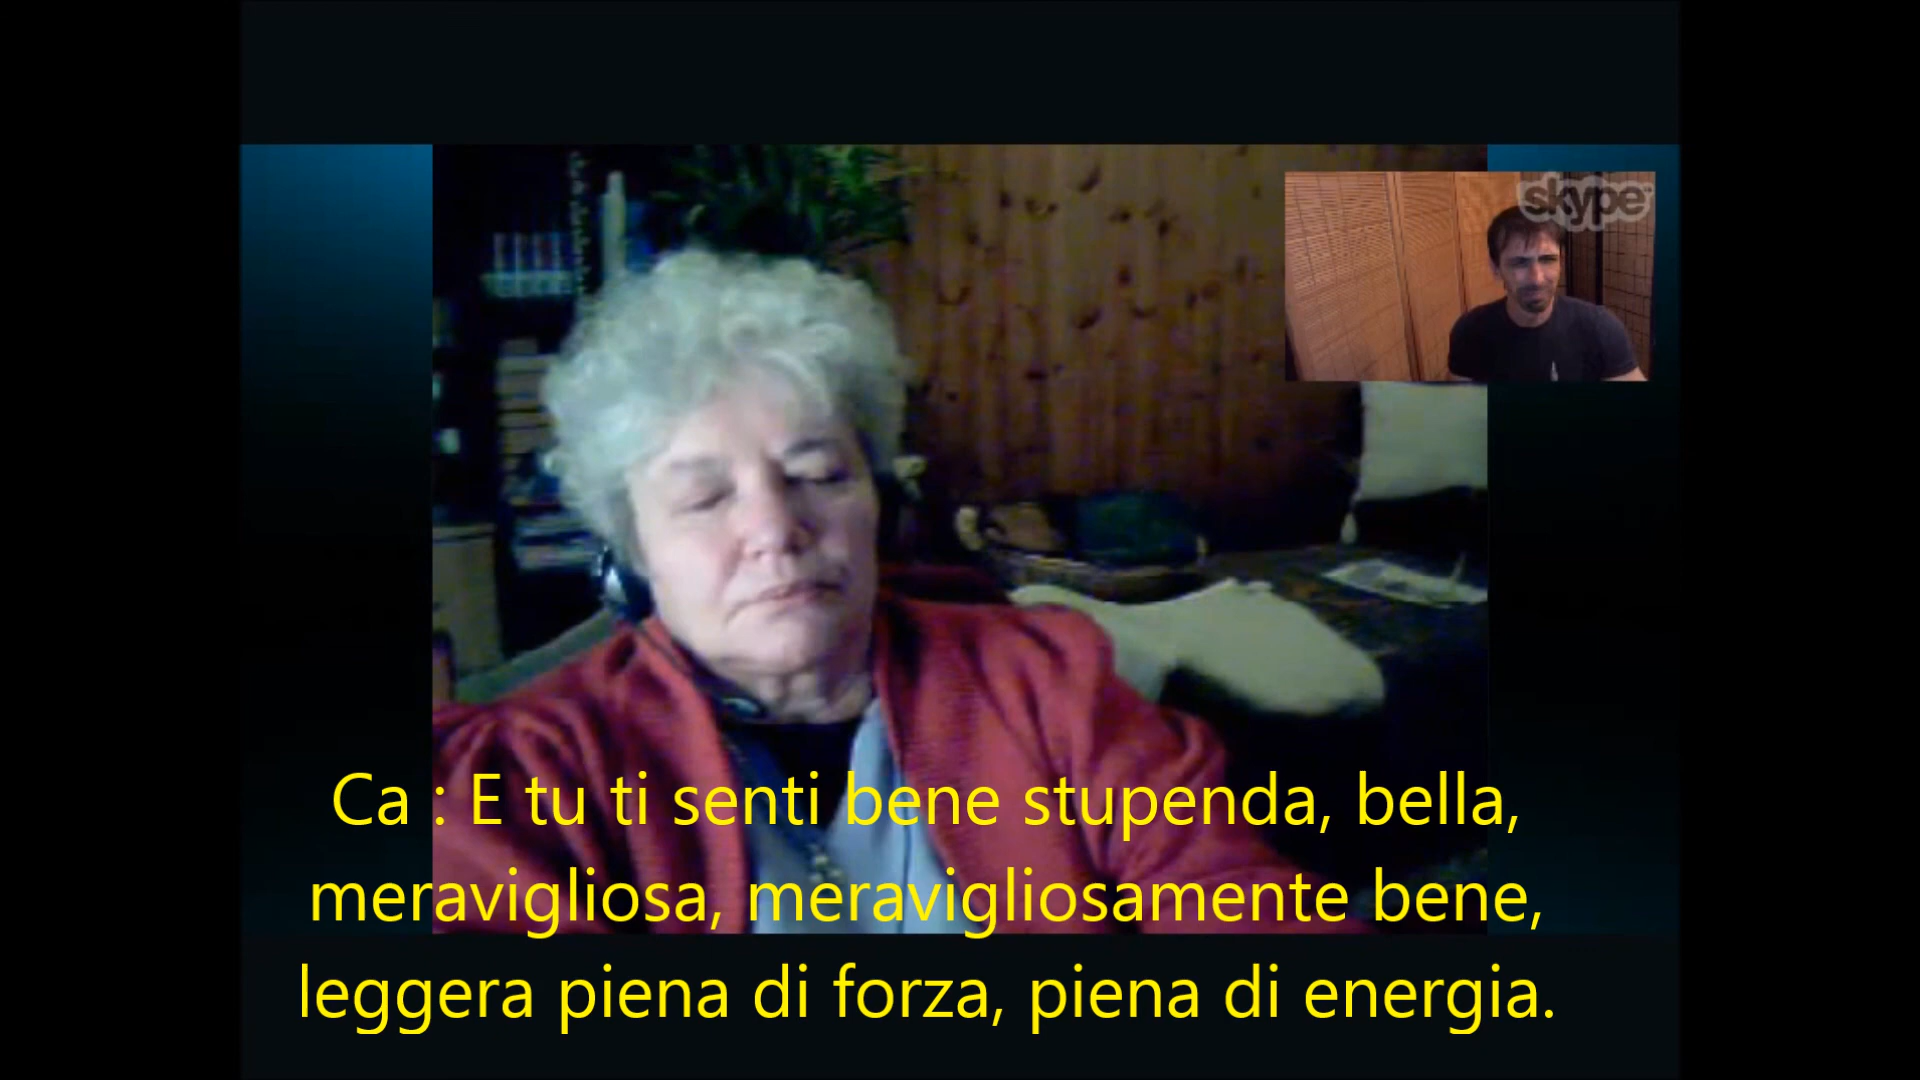 skype
Ca : E tu ti senti bene stupenda, bella,
meravigliosa, meravigliosamente bene,
leggera piena di forza, piena di energia.